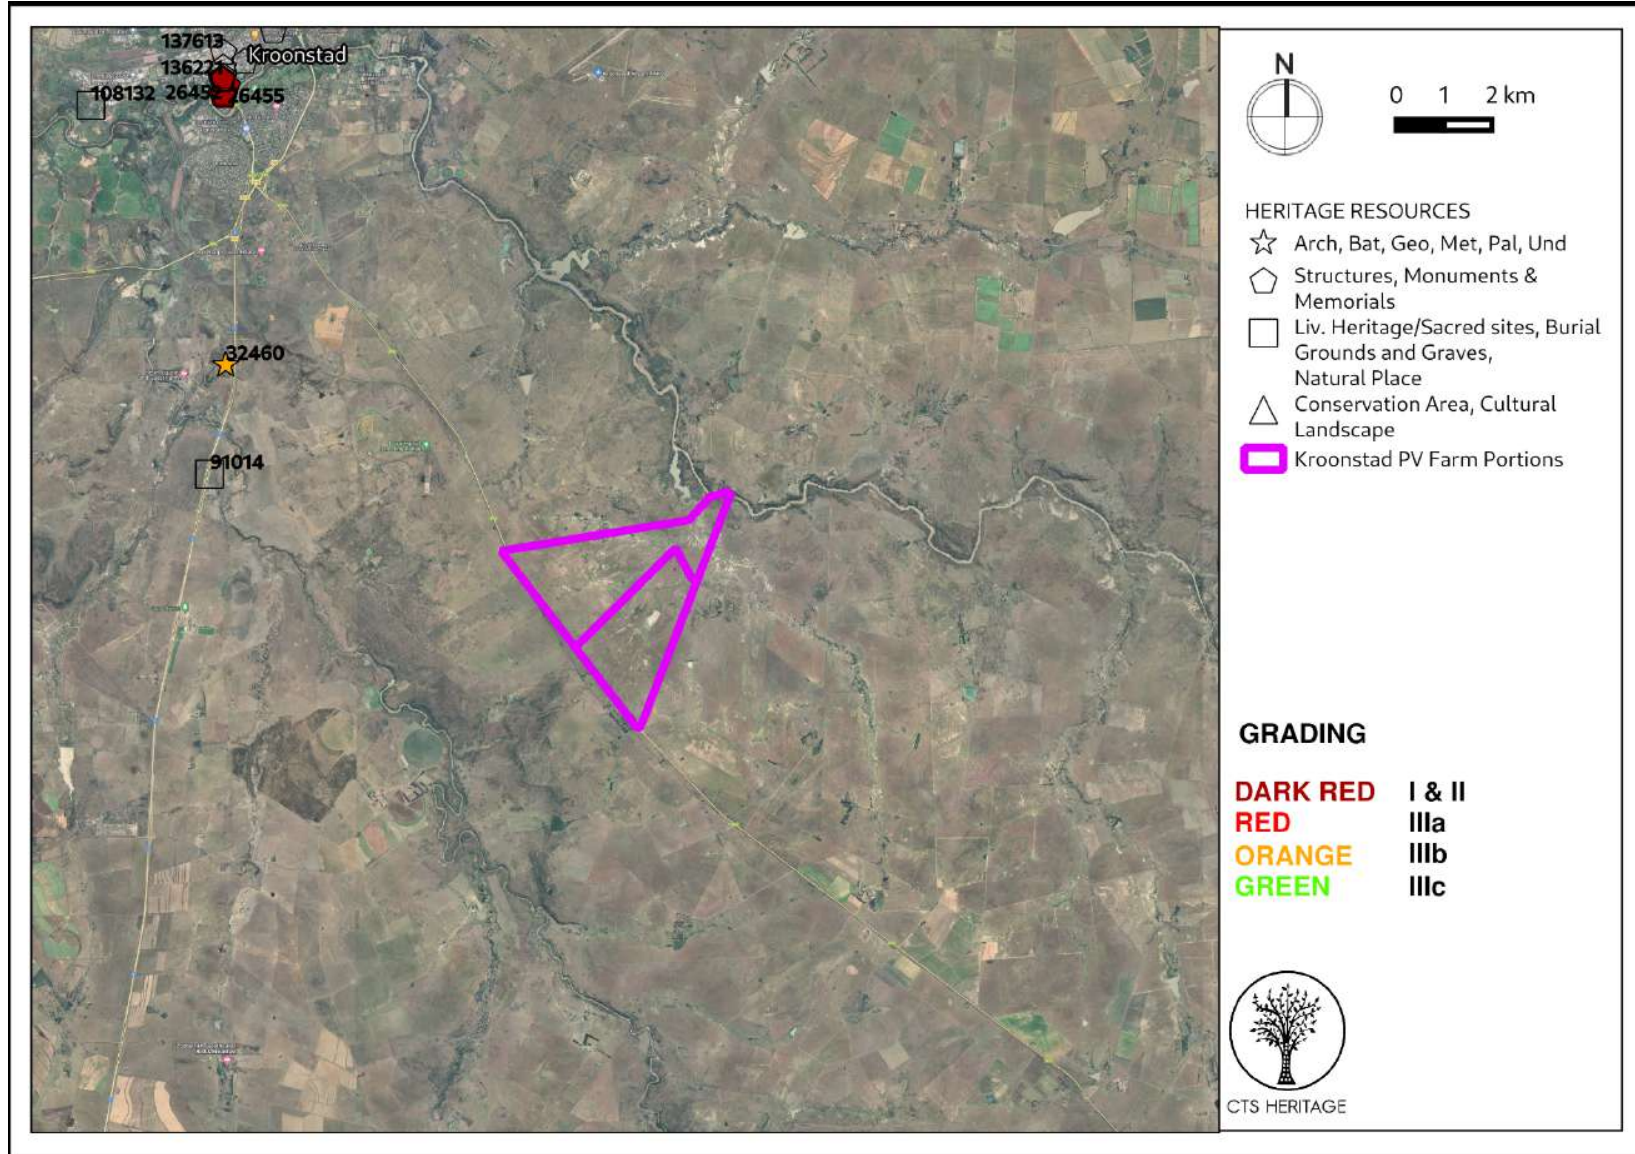 137613
Kroonstad
136221
108132
26455
32460
91014
N
0 1 2 km
HERITAGE RESOURCES
Arch, Bat, Geo, Met, Pal, Und
Structures, Monuments &
Memorials
Liv. Heritage/Sacred sites, Burial
Grounds and Graves,
Natural Place
Conservation Area, Cultural
Landscape
Kroonstad PV Farm Portions
GRADING
DARK RED I & II
RED IIIa
ORANGE IIIb
GREEN IIIc
CTS HERITAGE